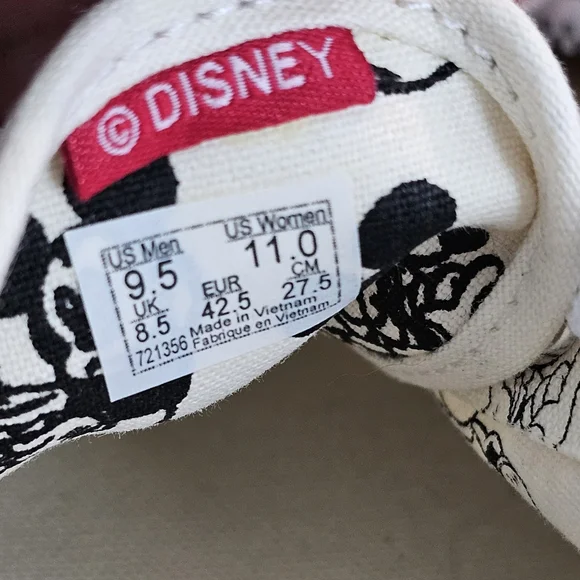 © DISNEY
US Men US Women
9.5 11.0
UK EUR CM
8.5 42.5 27.5
721356 Made in Vietnam
Fabrique en Vietnam